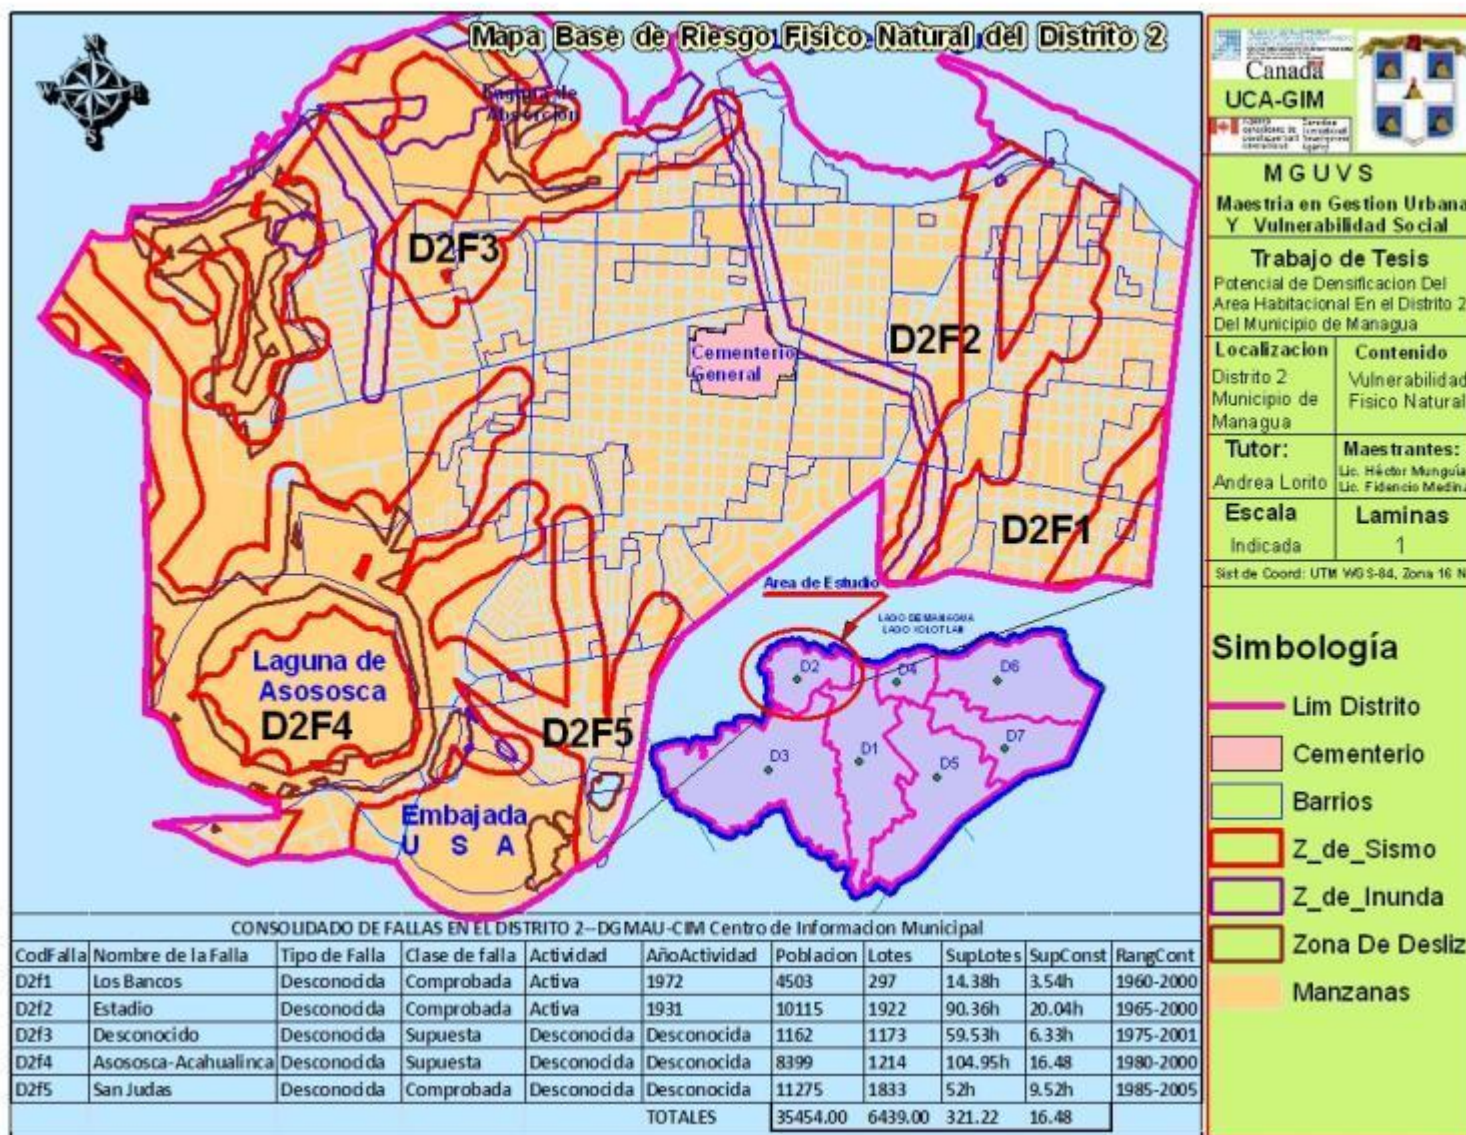 Mapa Base de Riesgo Fisico Natural del Distrito 2
N
W
E
S
Laguna de
Absorcion
D2F3
D2F2
Cementerio
General
D2F1
Laguna de
Asososca
D2F4
D2F5
Embajada
U S A
Area de Estudio
LAGO DE MANAGUA
LAGO XOLOTLAN
D2
D4
D6
D3
D1
D5
D7
Canada
UCA-GIM
M G U V S
Maestria en Gestion Urbana
Y Vulnerabilidad Social
Trabajo de Tesis
Potencial de Densificacion Del
Area Habitacional En el Distrito 2
Del Municipio de Managua
Localizacion
Distrito 2
Municipio de
Managua
Contenido
Vulnerabilidad
Fisico Natural
Tutor:
Andrea Lorito
Maestrantes:
Lic. Héctor Munguía
Lic. Fidencio Medin
Escala
Indicada
Laminas
1
Sist de Coord: UTM WGS-84, Zona 16 N
Simbología
Lim Distrito
Cementerio
Barrios
Z_de_Sismo
Z_de_Inunda
Zona De Desliz
Manzanas
CONSOLIDADO DE FALLAS EN EL DISTRITO 2--DGMAU-CIM Centro de Informacion Municipal
CodFalla Nombre de la Falla Tipo de Falla Clase de falla Actividad AñoActividad Poblacion Lotes SupLotes SupConst RangCont
D2f1 Los Bancos Desconocida Comprobada Activa 1972 4503 297 14.38h 3.54h 1960-2000
D2f2 Estadio Desconocida Comprobada Activa 1931 10115 1922 90.36h 20.04h 1965-2000
D2f3 Desconocido Desconocida Supuesta Desconocida Desconocida 1162 1173 59.53h 6.33h 1975-2001
D2f4 Asososca-Acahualinca Desconocida Supuesta Desconocida Desconocida 8399 1214 104.95h 16.48 1980-2000
D2f5 San Judas Desconocida Comprobada Desconocida Desconocida 11275 1833 52h 9.52h 1985-2005
TOTALES 35454.00 6439.00 321.22 16.48